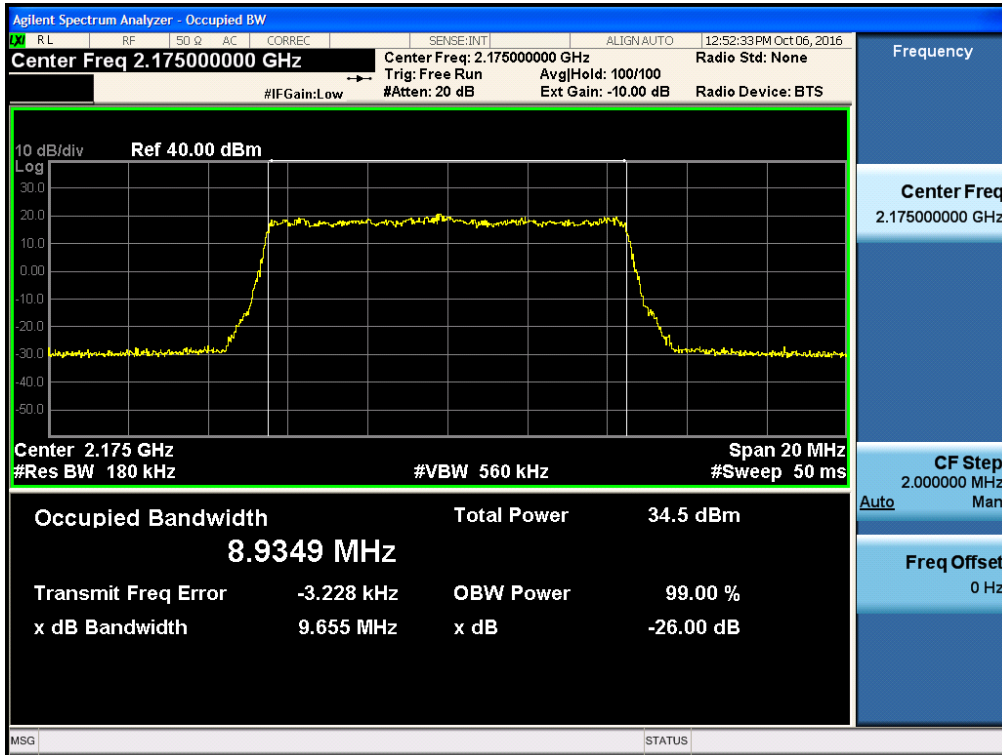 Agilent Spectrum Analyzer - Occupied BW
LXI RL RF 50 Ω AC CORREC SENSE:INT ALIGN AUTO 12:52:33 PM Oct 06, 2016
Center Freq 2.175000000 GHz
Center Freq: 2.175000000 GHz
Radio Std: None
Trig: Free Run Avg|Hold: 100/100
#IFGain:Low
#Atten: 20 dB Ext Gain: -10.00 dB Radio Device: BTS
10 dB/div Ref 40.00 dBm
Log
30.0
20.0
10.0
0.00
-10.0
-20.0
-30.0
-40.0
-50.0
Center 2.175 GHz Span 20 MHz
#Res BW 180 kHz #VBW 560 kHz #Sweep 50 ms
Occupied Bandwidth Total Power 34.5 dBm
8.9349 MHz
Transmit Freq Error -3.228 kHz OBW Power 99.00 %
x dB Bandwidth 9.655 MHz x dB -26.00 dB
MSG STATUS
Frequency
Center Freq
2.175000000 GHz
CF Step
2.000000 MHz
Auto Man
Freq Offset
0 Hz